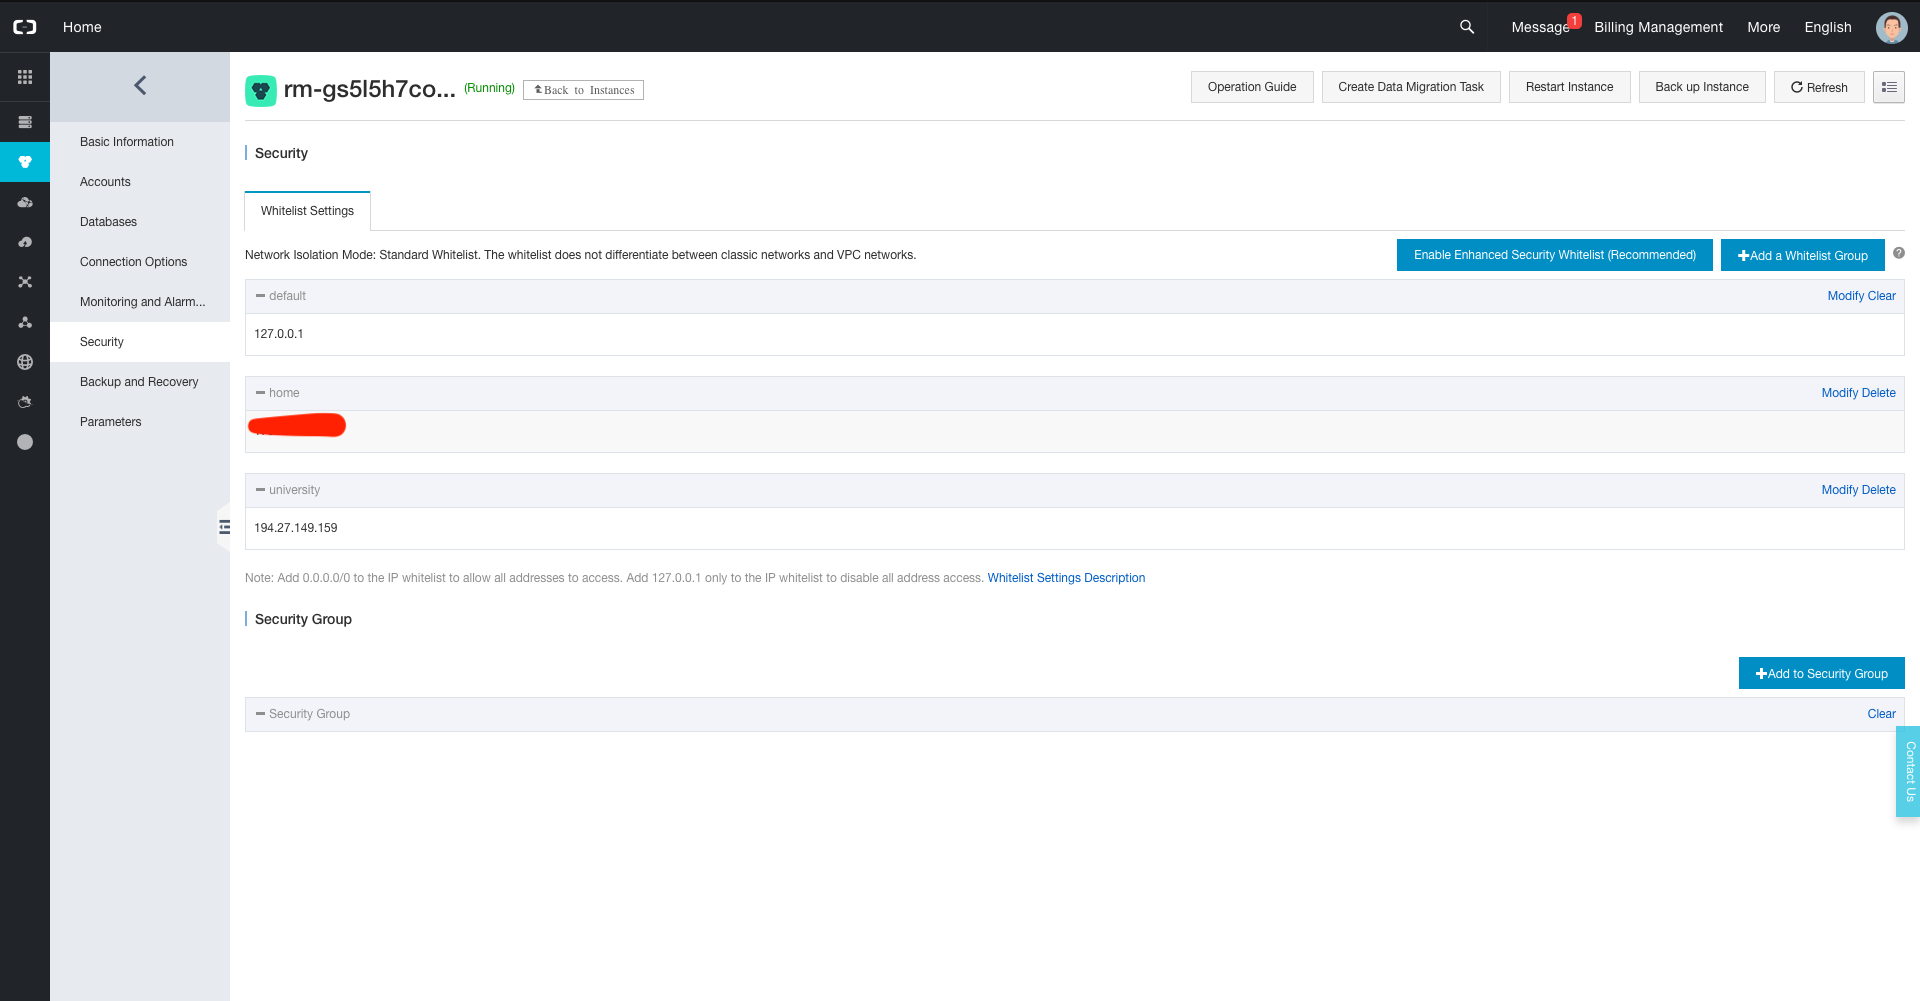 Home
Message 1 Billing Management More English
rm-gs5l5h7co... (Running) Back to Instances
Operation Guide Create Data Migration Task Restart Instance Back up Instance Refresh
Basic Information
Accounts
Databases
Connection Options
Monitoring and Alarm...
Security
Backup and Recovery
Parameters
Security
Whitelist Settings
Network Isolation Mode: Standard Whitelist. The whitelist does not differentiate between classic networks and VPC networks.
Enable Enhanced Security Whitelist (Recommended) +Add a Whitelist Group ?
default Modify Clear
127.0.0.1
home Modify Delete
university Modify Delete
194.27.149.159
Note: Add 0.0.0.0/0 to the IP whitelist to allow all addresses to access. Add 127.0.0.1 only to the IP whitelist to disable all address access. Whitelist Settings Description
Security Group
+Add to Security Group
Security Group Clear
Contact Us